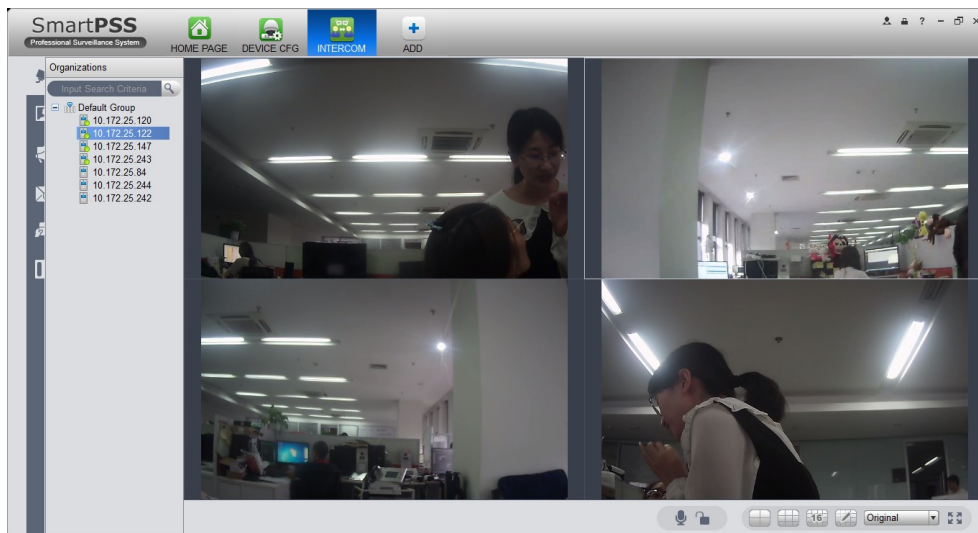 SmartPSS
Professional Surveillance System
HOME PAGE
DEVICE CFG
INTERCOM
ADD
?
Organizations
Input Search Criteria
Default Group
10.172.25.120
10.172.25.122
10.172.25.147
10.172.25.243
10.172.25.84
10.172.25.244
10.172.25.242
16
Original